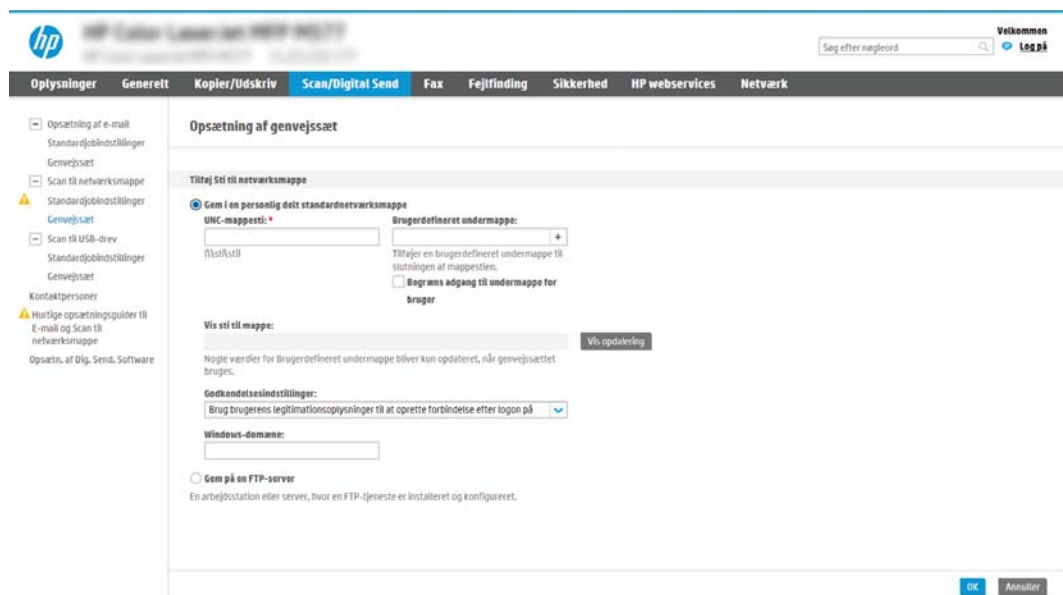 hp
HP Color LaserJet MFP M577
Velkommen
Søg efter nøgleord
Log på
Oplysninger Generelt Kopier/Udskriv Scan/Digital Send Fax Fejlfinding Sikkerhed HP webservices Netværk
Opsætning af e-mail
Standardjobindstillinger
Genvejssæt
Scan til netværksmappe
Standardjobindstillinger
Genvejssæt
Scan til USB-drev
Standardjobindstillinger
Genvejssæt
Kontaktpersoner
Hurtige opsætningsguider til
E-mail og Scan til
netværksmappe
Opsætn. af Dig. Send. Software
Opsætning af genvejssæt
Tilføj Sti til netværksmappe
Gem i en personlig delt standardnetværksmappe
UNC-mappesti: *
(\\sti\sti)
Brugerdefineret undermappe:
+
Tilføjer en brugerdefineret undermappe til
slutningen af mappestien.
Begræns adgang til undermappe for
bruger
Vis sti til mappe:
Vis opdatering
Nogle værdier for Brugerdefineret undermappe bliver kun opdateret, når genvejssættet
bruges.
Godkendelsesindstillinger:
Brug brugerens legitimationsoplysninger til at oprette forbindelse efter logon på
Windows-domæne:
Gem på en FTP-server
En arbejdsstation eller server, hvor en FTP-tjeneste er installeret og konfigureret.
OK Annuller